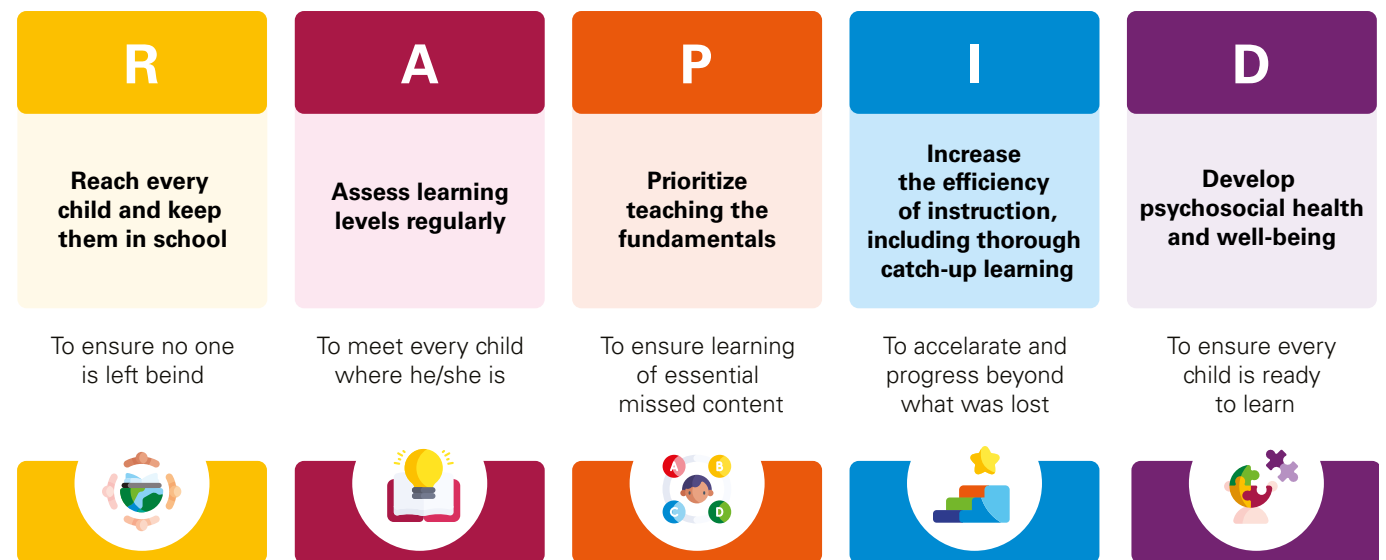 R
Reach every
child and keep
them in school
To ensure no one
is left beind
A
Assess learning
levels regularly
To meet every child
where he/she is
P
Prioritize
teaching the
fundamentals
To ensure learning
of essential
missed content
I
Increase
the efficiency
of instruction,
including thorough
catch-up learning
To accelarate and
progress beyond
what was lost
D
Develop
psychosocial health
and well-being
To ensure every
child is ready
to learn
A
B
C
D